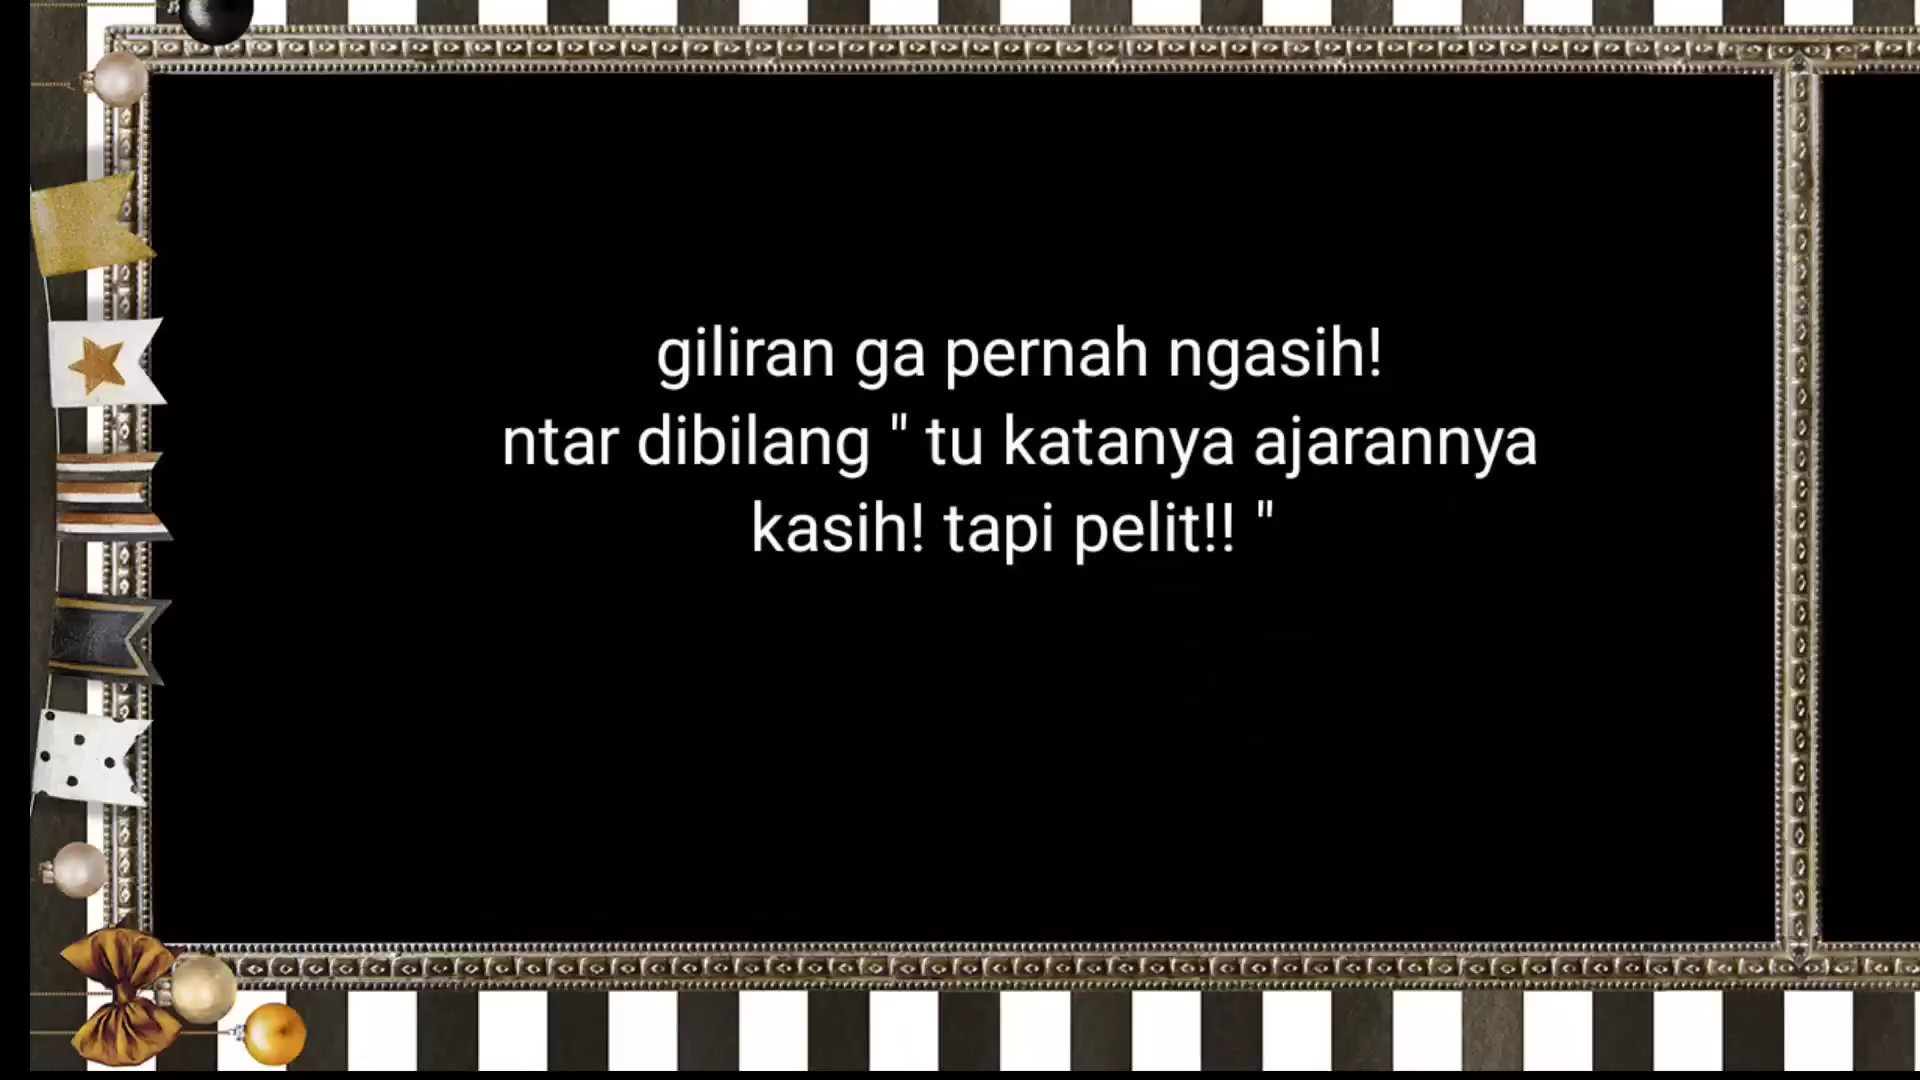 giliran ga pernah ngasih!
ntar dibilang " tu katanya ajarannya
kasih! tapi pelit!! "